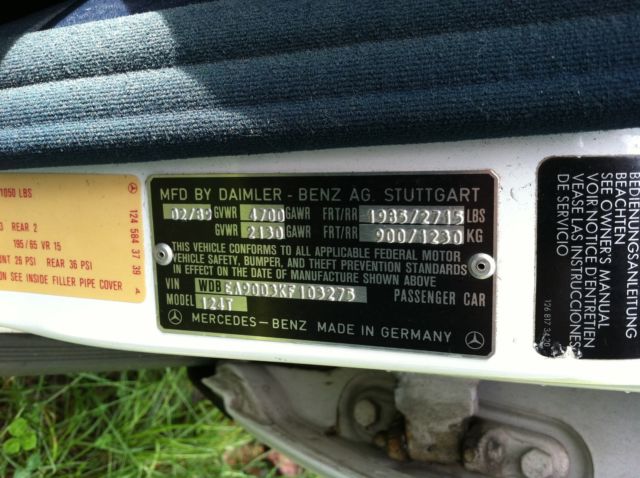 1050 LBS
REAR 2
195/65 VR 15
26 PSI REAR 36 PSI
SEE INSIDE FILLER PIPE COVER
124 584 37 39 A
MFD BY DAIMLER - BENZ AG. STUTTGART
02/89 GVWR 4700 GAWR FRT/RR 1985/2715 LBS
GVWR 2130 GAWR FRT/RR 900/1230 KG
THIS VEHICLE CONFORMS TO ALL APPLICABLE FEDERAL MOTOR
VEHICLE SAFETY, BUMPER, AND THEFT PREVENTION STANDARDS
IN EFFECT ON THE DATE OF MANUFACTURE SHOWN ABOVE
VIN WDB EA90D3KF103275
MODEL 124T PASSENGER CAR
MERCEDES-BENZ MADE IN GERMANY
BEDIENUNGSANLEITUNG
BEACHTEN
SEE OWNER'S MANUAL
VOIR NOTICE D'ENTRETIEN
VEASE LAS INSTRUCCIONES
DE SERVICIO